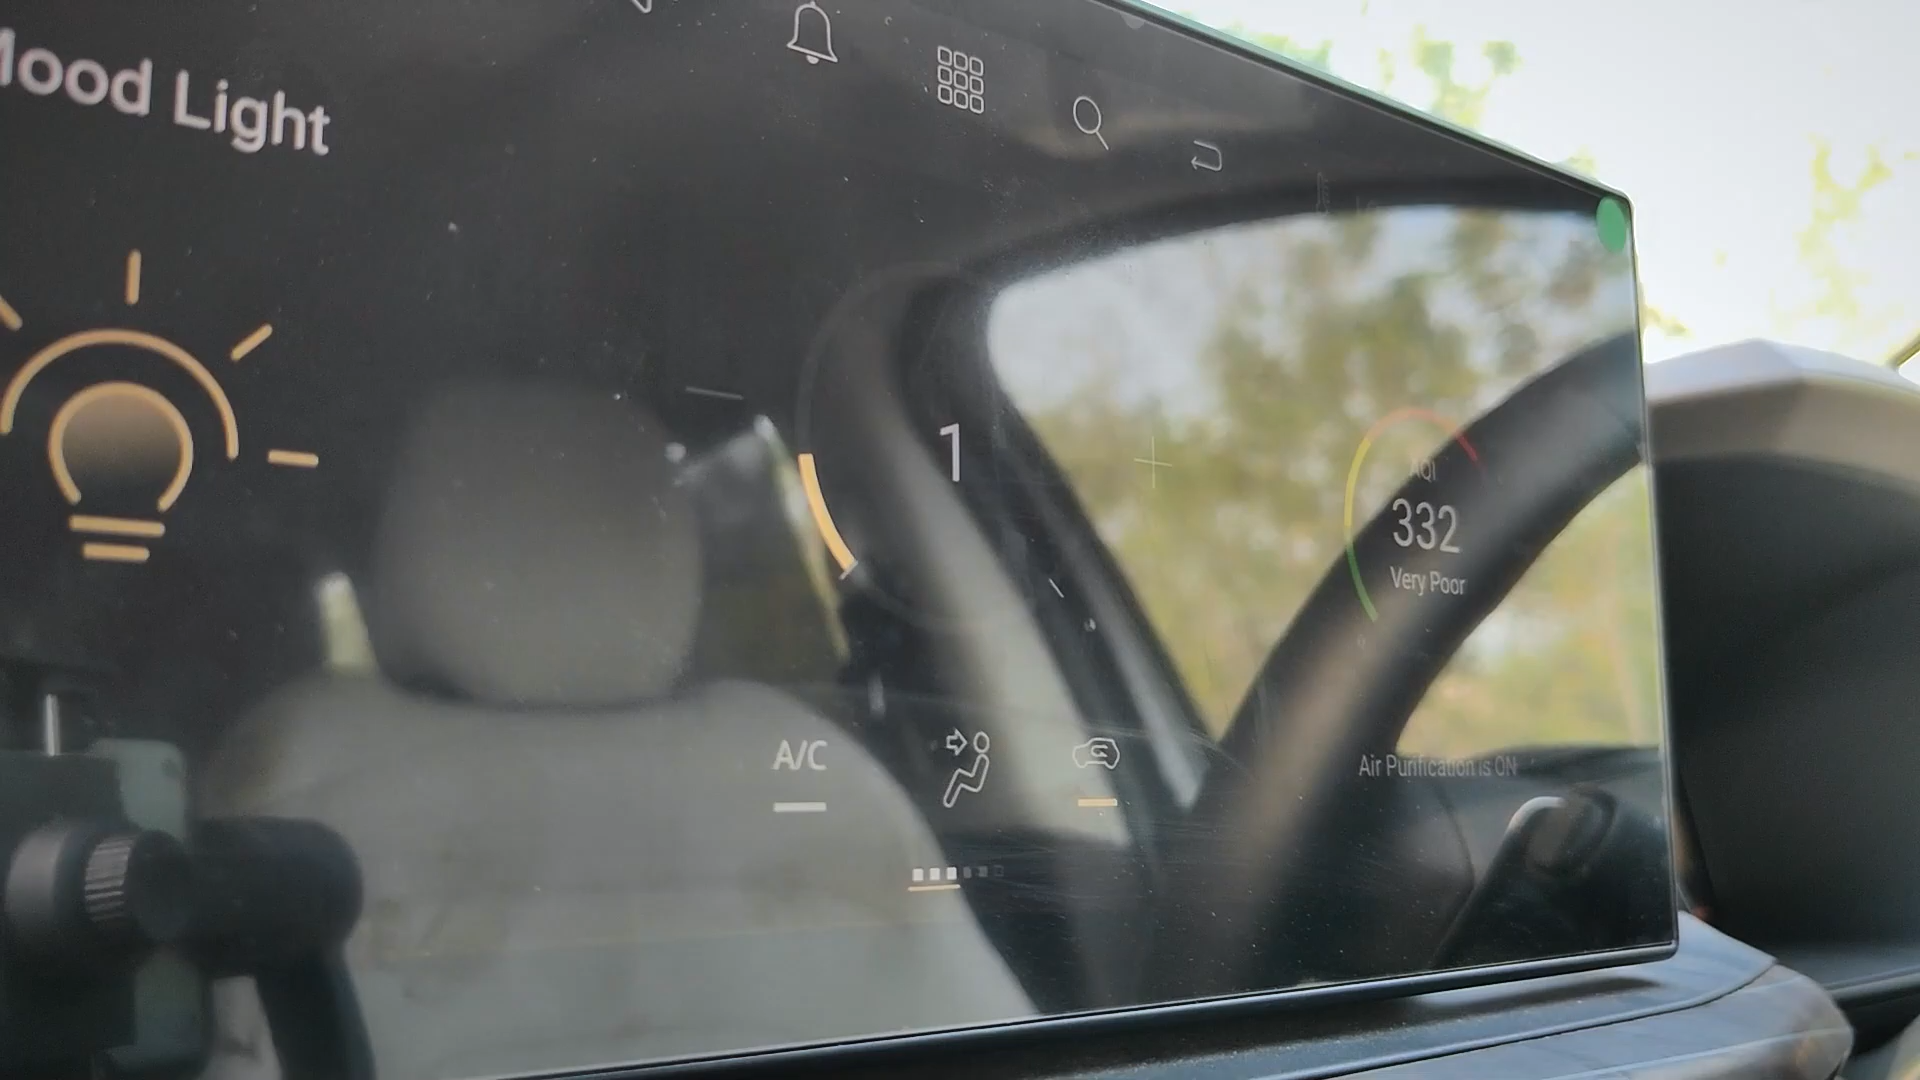 Mood Light
1
AQI
332
Very Poor
A/C
Air Purification is ON